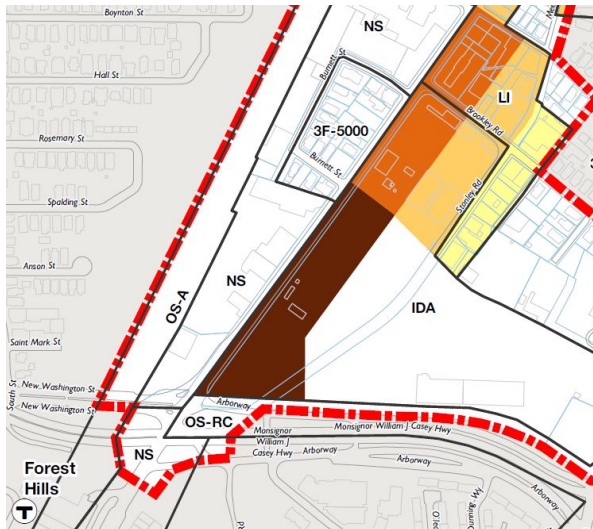 Boynton St
NS
Hall St
Burnett St
LI
3F-5000
Brookley Rd
Rosemary St
Burnett St
Stanley Rd
Spalding St
Anson St
NS
IDA
OS-A
Saint Mark St
New Washington St
South St
New Washington St
Arborway
OS-RC
Monsignor
William J
Casey Hwy
Monsignor William J Casey Hwy
Arborway
Arborway
NS
Forest
Hills
T